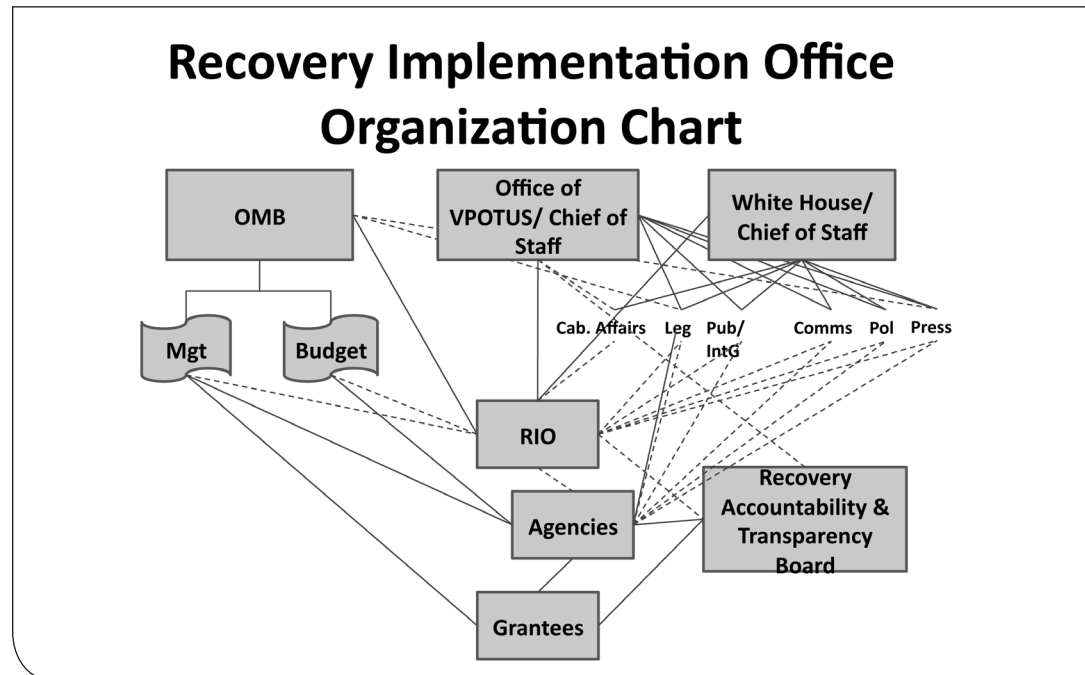 Recovery Implementation Office
Organization Chart
OMB
Office of
VPOTUS/ Chief of
Staff
White House/
Chief of Staff
Cab. Affairs
Leg
Pub/
IntG
Comms
Pol
Press
Mgt
Budget
RIO
Agencies
Recovery
Accountability &
Transparency
Board
Grantees